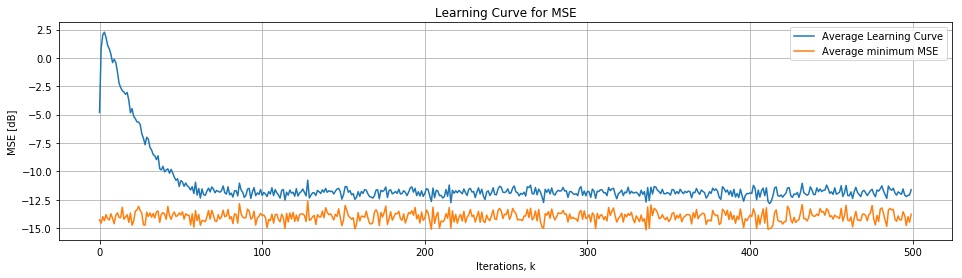 Learning Curve for MSE
MSE [dB]
2.5
0.0
−2.5
−5.0
−7.5
−10.0
−12.5
−15.0
Average Learning Curve
Average minimum MSE
0
100
200
300
400
500
Iterations, k